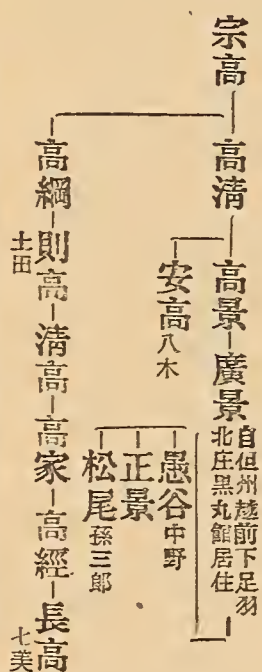 宗高
高清
高景
廣景
自但州越前下足羽
北庄黒丸館居住
安高
八木
愚谷
中野
正景
松尾
孫三郎
高綱
則高
土田
清高
高家
高經
長高
七美